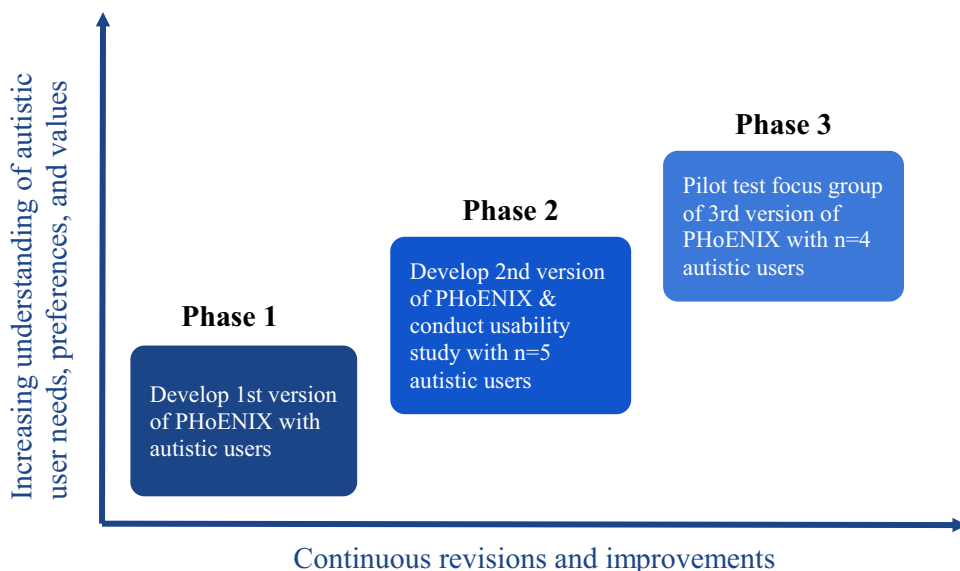 Increasing understanding of autistic
user needs, preferences, and values
Phase 1
Develop 1st version
of PHoENIX with
autistic users
Phase 2
Develop 2nd version
of PHoENIX &
conduct usability
study with n=5
autistic users
Phase 3
Pilot test focus group
of 3rd version of
PHoENIX with n=4
autistic users
Continuous revisions and improvements